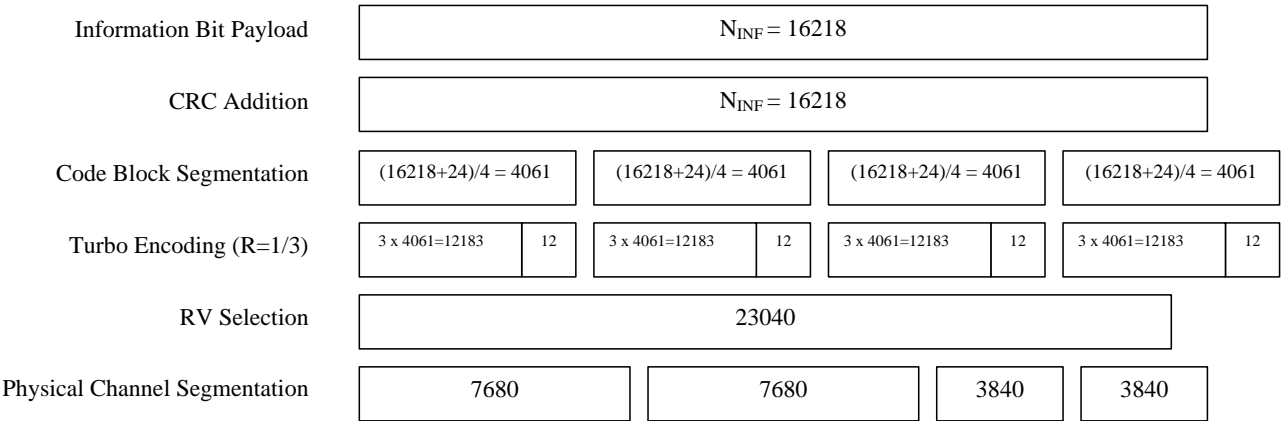 Information Bit Payload
N_INF = 16218
CRC Addition
N_INF = 16218
Code Block Segmentation
(16218+24)/4 = 4061
(16218+24)/4 = 4061
(16218+24)/4 = 4061
(16218+24)/4 = 4061
Turbo Encoding (R=1/3)
3 x 4061=12183
12
3 x 4061=12183
12
3 x 4061=12183
12
3 x 4061=12183
12
RV Selection
23040
Physical Channel Segmentation
7680
7680
3840
3840